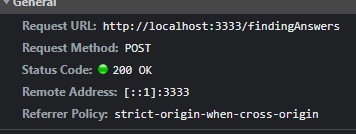 General
Request URL: http://localhost:3333/findingAnswers
Request Method: POST
Status Code: 200 OK
Remote Address: [::1]:3333
Referrer Policy: strict-origin-when-cross-origin